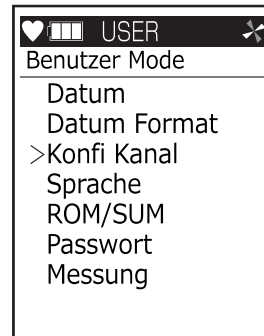 USER
Benutzer Mode
Datum
Datum Format
>Konfi Kanal
Sprache
ROM/SUM
Passwort
Messung